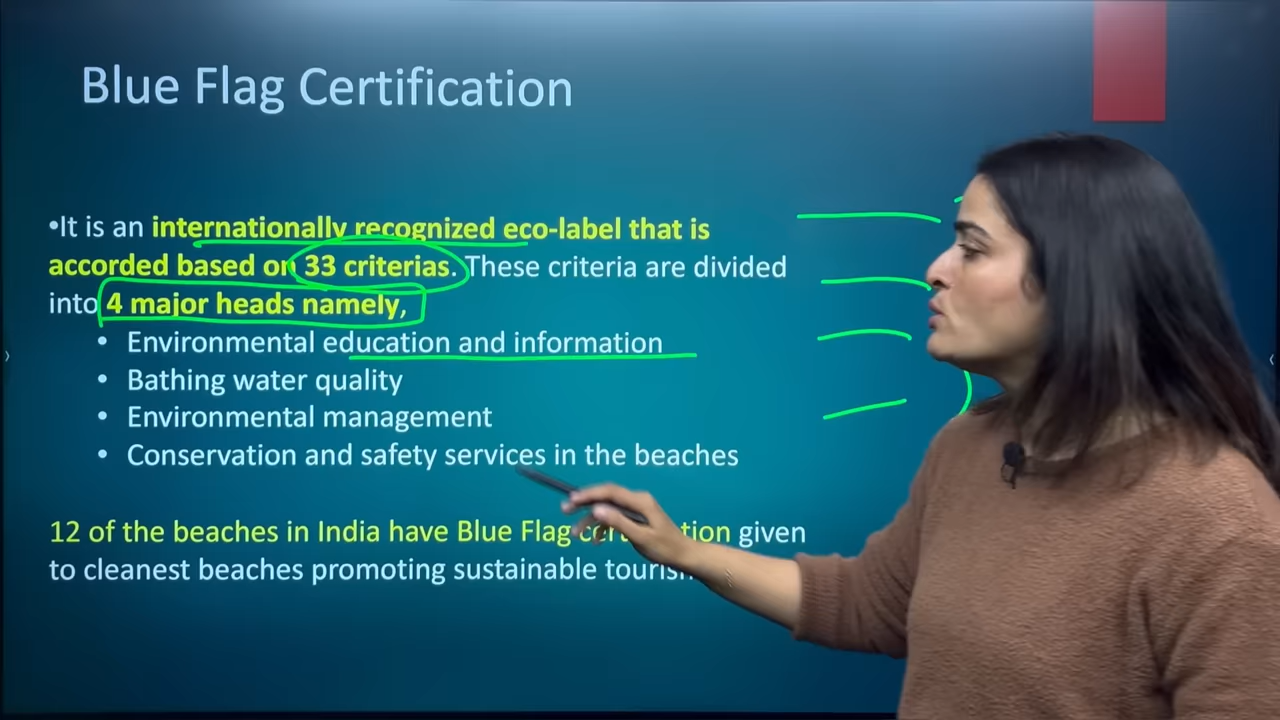 Blue Flag Certification
•It is an internationally recognized eco-label that is
accorded based on 33 criterias. These criteria are divided
into 4 major heads namely,
• Environmental education and information
• Bathing water quality
• Environmental management
• Conservation and safety services in the beaches
12 of the beaches in India have Blue Flag given
to cleanest beaches promoting sustainable